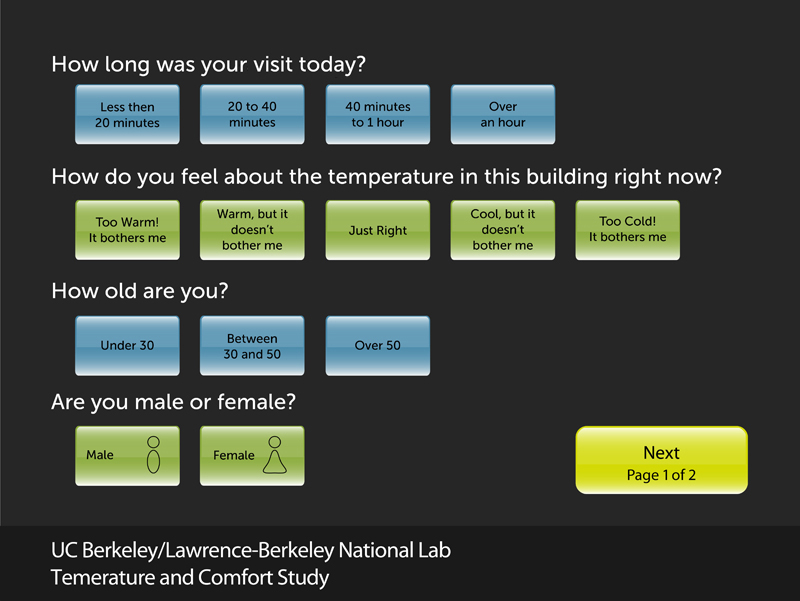 How long was your visit today?
Less then
20 minutes
20 to 40
minutes
40 minutes
to 1 hour
Over
an hour
How do you feel about the temperature in this building right now?
Too Warm!
It bothers me
Warm, but it
doesn't
bother me
Just Right
Cool, but it
doesn't
bother me
Too Cold!
It bothers me
How old are you?
Under 30
Between
30 and 50
Over 50
Are you male or female?
Male
Female
Next
Page 1 of 2
UC Berkeley/Lawrence-Berkeley National Lab
Temerature and Comfort Study